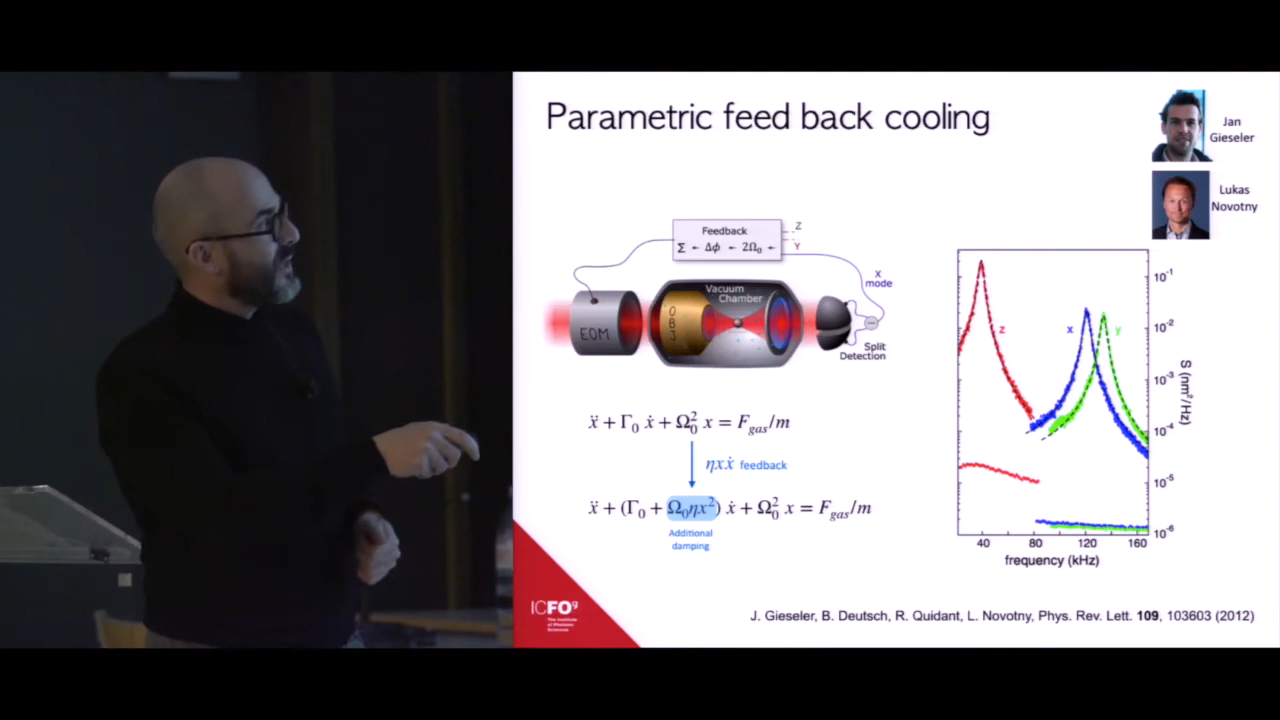 Parametric feed back cooling
Jan
Gieseler
Lukas
Novotny
Feedback
Σ ← Δϕ ← 2Ω₀ ←
Z
Y
X
mode
Vacuum
Chamber
EOM
OBJ
Split
Detection
ẍ + Γ₀ ẋ + Ω₀² x = F_gas/m
ηxẋ feedback
ẍ + (Γ₀ + Ω₀ηx²) ẋ + Ω₀² x = F_gas/m
Additional
damping
z
x
y
10⁻¹
10⁻²
10⁻³
10⁻⁴
10⁻⁵
10⁻⁶
S (nm²/Hz)
40 80 120 160
frequency (kHz)
ICFO⁹
The Institute
of Photonic
Sciences
J. Gieseler, B. Deutsch, R. Quidant, L. Novotny, Phys. Rev. Lett. 109, 103603 (2012)